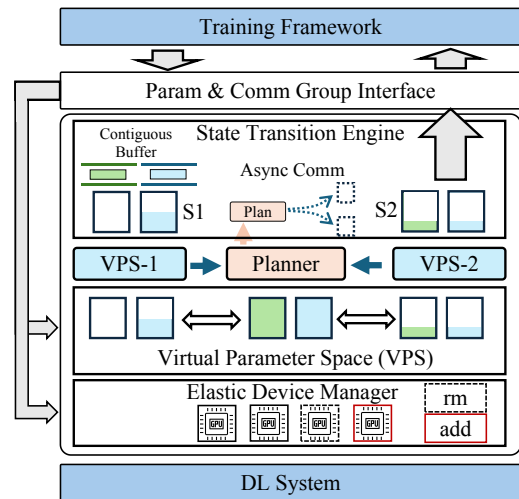 Training Framework
Param & Comm Group Interface
State Transition Engine
Contiguous
Buffer
Async Comm
S1
Plan
S2
VPS-1
Planner
VPS-2
Virtual Parameter Space (VPS)
Elastic Device Manager
GPU
GPU
GPU
GPU
rm
add
DL System